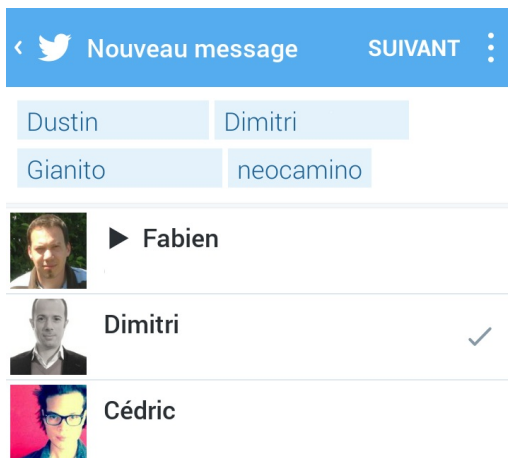 Nouveau message SUIVANT
Dustin Dimitri
Gianito neocamino
Fabien
Dimitri
Cédric